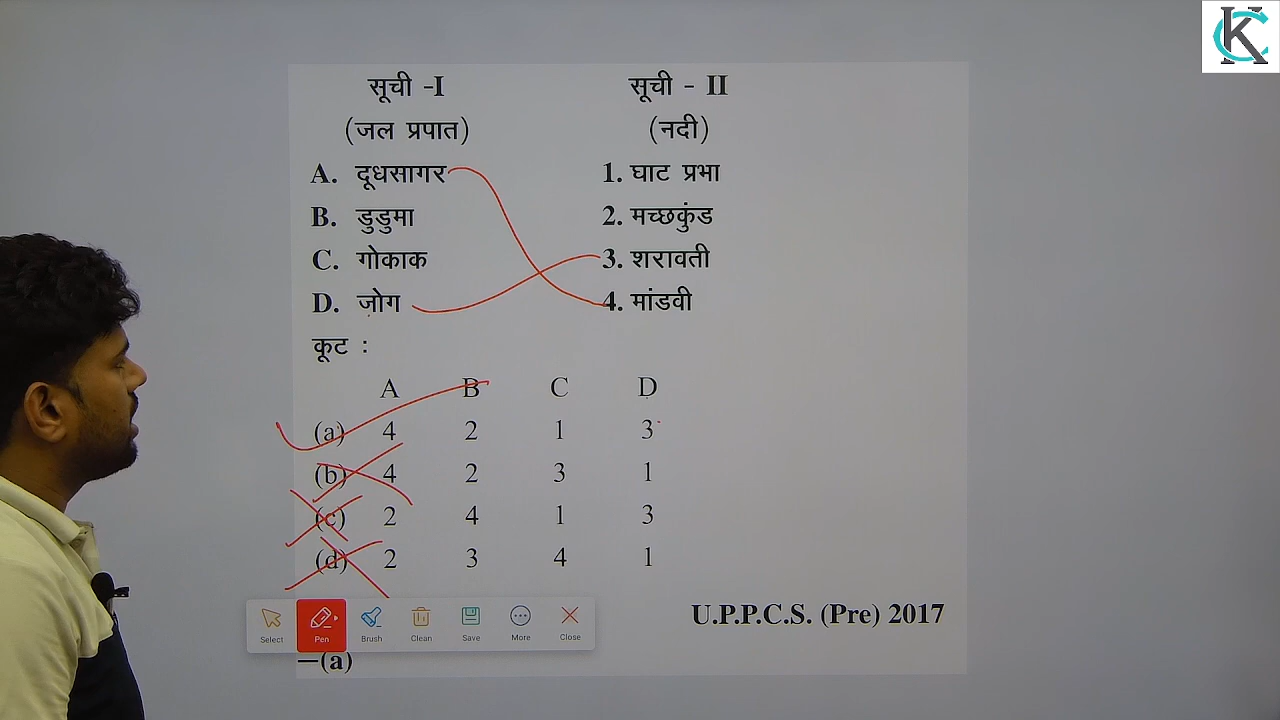 सूची -I सूची - II
(जल प्रपात) (नदी)
A. दूधसागर 1. घाट प्रभा
B. डुडुमा 2. मच्छकुंड
C. गोकाक 3. शरावती
D. जोग 4. मांडवी
कूट :
A B C D
(a) 4 2 1 3
(b) 4 2 3 1
(c) 2 4 1 3
(d) 2 3 4 1
Select Pen Brush Clean Save More Close
U.P.P.C.S. (Pre) 2017
–(a)
KC